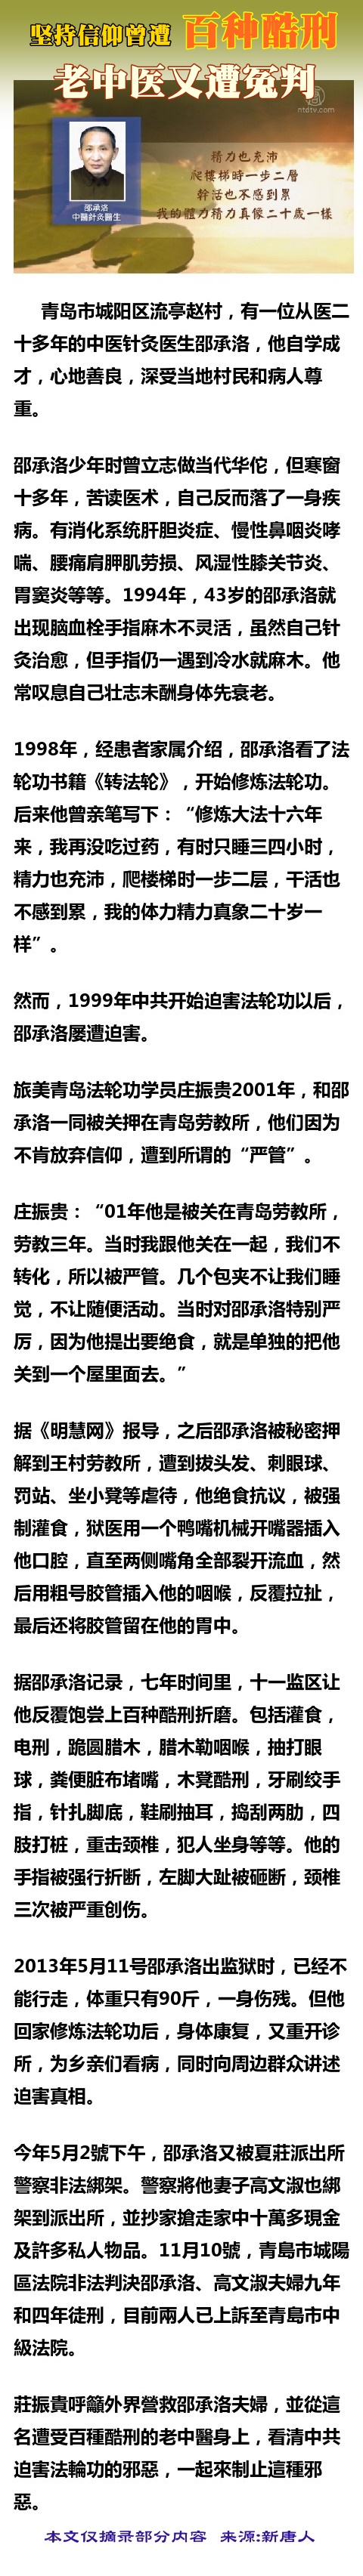 坚持信仰曾遭 百种酷刑
老中医又遭冤判
ntdtv.com
精力也充沛
爬樓梯時一步二層
幹活也不感到累
我的體力精力真像二十歲一樣
邵承洛
中醫針灸醫生
青岛市城阳区流亭赵村，有一位从医二
十多年的中医针灸医生邵承洛，他自学成
才，心地善良，深受当地村民和病人尊
重。
邵承洛少年时曾立志做当代华佗，但寒窗
十多年，苦读医术，自己反而落了一身疾
病。有消化系统肝胆炎症、慢性鼻咽炎哮
喘、腰痛肩胛肌劳损、风湿性膝关节炎、
胃窦炎等等。1994年，43岁的邵承洛就
出现脑血栓手指麻木不灵活，虽然自己针
灸治愈，但手指仍一遇到冷水就麻木。他
常叹息自己壮志未酬身体先衰老。
1998年，经患者家属介绍，邵承洛看了法
轮功书籍《转法轮》，开始修炼法轮功。
后来他曾亲笔写下：“修炼大法十六年
来，我再没吃过药，有时只睡三四小时，
精力也充沛，爬楼梯时一步二层，干活也
不感到累，我的体力精力真象二十岁一
样”。
然而，1999年中共开始迫害法轮功以后，
邵承洛屡遭迫害。
旅美青岛法轮功学员庄振贵2001年，和邵
承洛一同被关押在青岛劳教所，他们因为
不肯放弃信仰，遭到所谓的“严管”。
庄振贵：“01年他是被关在青岛劳教所，
劳教三年。当时我跟他关在一起，我们不
转化，所以被严管。几个包夹不让我们睡
觉，不让随便活动。当时对邵承洛特别严
厉，因为他提出要绝食，就是单独的把他
关到一个屋里面去。”
据《明慧网》报导，之后邵承洛被秘密押
解到王村劳教所，遭到拔头发、刺眼球、
罚站、坐小凳等虐待，他绝食抗议，被强
制灌食，狱医用一个鸭嘴机械开嘴器插入
他口腔，直至两侧嘴角全部裂开流血，然
后用粗号胶管插入他的咽喉，反覆拉扯，
最后还将胶管留在他的胃中。
据邵承洛记录，七年时间里，十一监区让
他反覆饱尝上百种酷刑折磨。包括灌食，
电刑，跪圆腊木，腊木勒咽喉，抽打眼
球，粪便脏布堵嘴，木凳酷刑，牙刷绞手
指，针扎脚底，鞋刷抽耳，捣刮两肋，四
肢打桩，重击颈椎，犯人坐身等等。他的
手指被强行折断，左脚大趾被砸断，颈椎
三次被严重创伤。
2013年5月11号邵承洛出监狱时，已经不
能行走，体重只有90斤，一身伤残。但他
回家修炼法轮功后，身体康复，又重开诊
所，为乡亲们看病，同时向周边群众讲述
迫害真相。
今年5月2號下午，邵承洛又被夏莊派出所
警察非法綁架。警察將他妻子高文淑也綁
架到派出所，並抄家搶走家中十萬多現金
及許多私人物品。11月10號，青島市城陽
區法院非法判決邵承洛、高文淑夫婦九年
和四年徒刑，目前兩人已上訴至青島市中
級法院。
莊振貴呼籲外界營救邵承洛夫婦，並從這
名遭受百種酷刑的老中醫身上，看清中共
迫害法輪功的邪惡，一起來制止這種邪
惡。
本文仅摘录部分内容 来源:新唐人